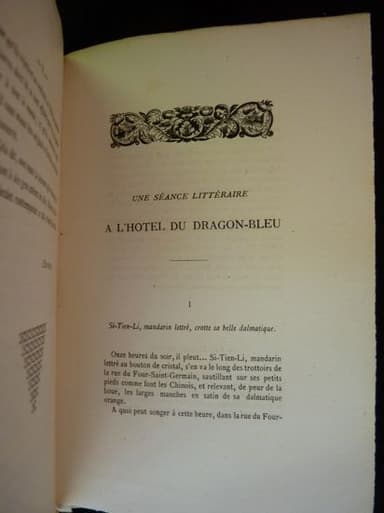 UNE SÉANCE LITTÉRAIRE
A L'HOTEL DU DRAGON-BLEU
I
Si-Tien-Li, mandarin lettré, crotte sa belle dalmatique.
Onze heures du soir, il pleut... Si-Tien-Li, mandarin
lettré au bouton de cristal, s'en va le long des trottoirs
de la rue du Four-Saint-Germain, sautillant sur ses petits
pieds comme font les Chinois, et relevant, de peur de la
boue, les larges manches en satin de sa dalmatique
orange.
A quoi peut songer à cette heure, dans la rue du Four-